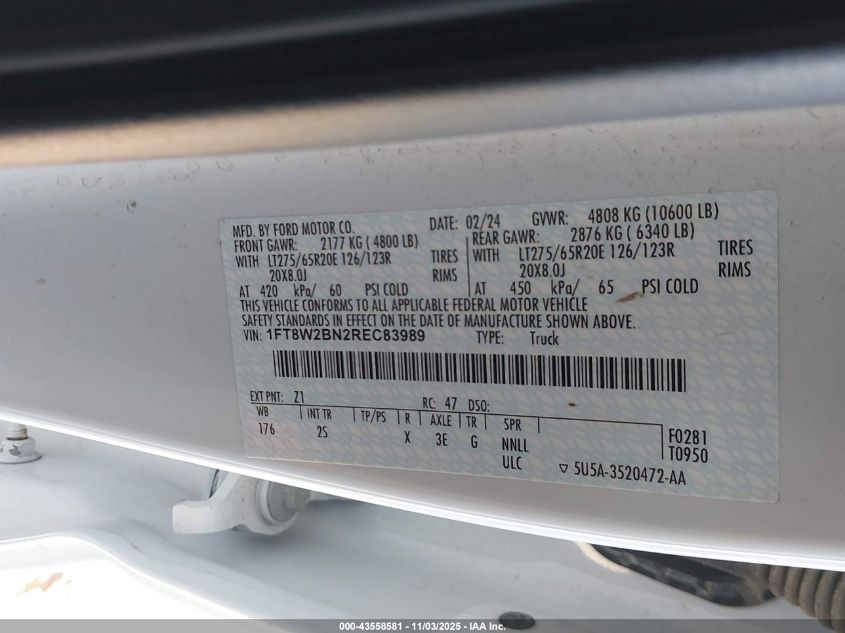 MFD. BY FORD MOTOR CO. DATE: 02/24 GVWR: 4808 KG (10600 LB)
FRONT GAWR: 2177 KG ( 4800 LB) REAR GAWR: 2876 KG ( 6340 LB)
WITH LT275/65R20E 126/123R TIRES WITH LT275/65R20E 126/123R TIRES
20X8.0J RIMS 20X8.0J RIMS
AT 420 kPa/ 60 PSI COLD AT 450 kPa/ 65 PSI COLD
THIS VEHICLE CONFORMS TO ALL APPLICABLE FEDERAL MOTOR VEHICLE
SAFETY STANDARDS IN EFFECT ON THE DATE OF MANUFACTURE SHOWN ABOVE.
VIN: 1FT8W2BN2REC83989 TYPE: Truck
EXT PNT: Z1 RC: 47 DSO:
WB INT TR TP/PS R AXLE TR SPR
176 2S X 3E G NNLL
ULC
F0281
T0950
5U5A-3520472-AA
000-43558581 - 11/03/2025 - IAA Inc.